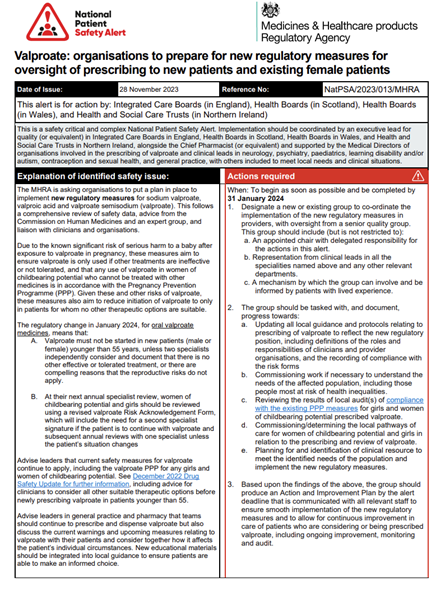 National
Patient
Safety Alert
Medicines & Healthcare products
Regulatory Agency
Valproate: organisations to prepare for new regulatory measures for
oversight of prescribing to new patients and existing female patients
Date of Issue: 28 November 2023 Reference No: NatPSA/2023/013/MHRA
This alert is for action by: Integrated Care Boards (in England), Health Boards (in Scotland), Health Boards
(in Wales), and Health and Social Care Trusts (in Northern Ireland)
This is a safety critical and complex National Patient Safety Alert. Implementation should be coordinated by an executive lead for
quality (or equivalent) in Integrated Care Boards in England, Health Boards in Scotland, Health Boards in Wales, and Health and
Social Care Trusts in Northern Ireland, alongside the Chief Pharmacist (or equivalent) and supported by the Medical Directors of
organisations involved in the prescribing of valproate and clinical leads in neurology, psychiatry, paediatrics, learning disability and/or
autism, contraception and sexual health, and general practice, with others included to meet local needs and clinical situations.
Explanation of identified safety issue:
The MHRA is asking organisations to put a plan in place to
implement new regulatory measures for sodium valproate,
valproic acid and valproate semisodium (valproate). This
follows a comprehensive review of safety data, advice from the
Commission on Human Medicines and an expert group, and
liaison with clinicians and organisations.
Due to the known significant risk of serious harm to a baby after
exposure to valproate in pregnancy, these measures aim to
ensure valproate is only used if other treatments are ineffective
or not tolerated, and that any use of valproate in women of
childbearing potential who cannot be treated with other
medicines is in accordance with the Pregnancy Prevention
Programme (PPP). Given these and other risks of valproate,
these measures also aim to reduce initiation of valproate to only
in patients for whom no other therapeutic options are suitable.
The regulatory change in January 2024, for oral valproate
medicines, means that:
A. Valproate must not be started in new patients (male or
female) younger than 55 years, unless two specialists
independently consider and document that there is no
other effective or tolerated treatment, or there are
compelling reasons that the reproductive risks do not
apply.
B. At their next annual specialist review, women of
childbearing potential and girls should be reviewed
using a revised valproate Risk Acknowledgement Form,
which will include the need for a second specialist
signature if the patient is to continue with valproate and
subsequent annual reviews with one specialist unless the
patient's situation changes
Advise leaders that current safety measures for valproate
continue to apply, including the valproate PPP for any girls and
women of childbearing potential. See December 2022 Drug
Safety Update for further information, including advice for
clinicians to consider all other suitable therapeutic options before
newly prescribing valproate in patients younger than 55.
Advise leaders in general practice and pharmacy that teams
should continue to prescribe and dispense valproate but also
discuss the current warnings and upcoming measures relating to
valproate with their patients and consider together how it affects
the patient's individual circumstances. New educational materials
should be integrated into local guidance to ensure patients are
able to make an informed choice.
Actions required
When: To begin as soon as possible and be completed by
31 January 2024
1. Designate a new or existing group to co-ordinate the
implementation of the new regulatory measures in
providers, with oversight from a senior group.
This group should include (but is not restricted to):
a. An appointed chair with delegated responsibility for
the actions in this alert.
b. Representation from clinical leads in all the
specialities named above and any other relevant
departments.
c. A mechanism by which the group can involve and be
informed by patients with lived experience.
2. The group should be tasked with, and document,
progress towards:
a. Updating all local guidance and protocols relating to
prescribing of valproate to reflect the new regulatory
position, including definitions of the roles and
responsibilities of clinicians and provider
organisations, and the recording of compliance with
the risk forms
b. Commissioning work if necessary to understand the
needs of the affected population, including those
people most at risk of health inequalities.
c. Reviewing the results of local audit(s) of compliance
with the existing PPP measures for girls and women
of childbearing potential prescribed valproate.
d. Commissioning/determining the local pathways of
care for women of childbearing potential and girls in
relation to the prescribing and review of valproate.
e. Planning for and identification of clinical resource to
meet the identified needs of the population and
implement the new regulatory measures.
3. Based upon the findings of the above, the group should
produce an Action and Improvement Plan by the alert
deadline that is communicated with all relevant staff to
ensure smooth implementation of the new regulatory
measures and to allow for continuous improvement in
care of patients who are considering or being prescribed
valproate, including ongoing improvement, monitoring
and audit.